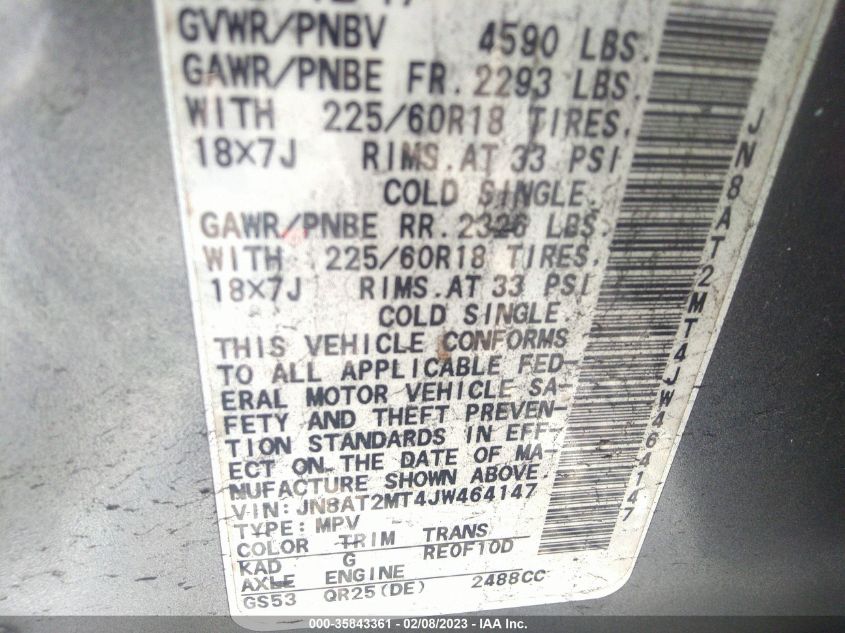 GVWR/PNBV 4590 LBS.
GAWR/PNBE FR. 2293 LBS.
WITH 225/60R18 TIRES.
18X7J RIMS.AT 33 PSI
COLD SINGLE.
GAWR/PNBE RR. 2326 LBS.
WITH 225/60R18 TIRES.
18X7J RIMS.AT 33 PSI
COLD SINGLE.
THIS VEHICLE CONFORMS
TO ALL APPLICABLE FED-
ERAL MOTOR VEHICLE SA-
FETY AND THEFT PREVEN-
TION STANDARDS IN EFF-
ECT ON THE DATE OF MA-
NUFACTURE SHOWN ABOVE.
VIN: JN8AT2MT4JW464147
TYPE: MPV
COLOR TRIM TRANS
KAD G RE0F10D
AXLE ENGINE
GS53 QR25(DE) 2488CC
JN8AT2MT4JW464147
000-35843361 - 02/08/2023 - IAA Inc.